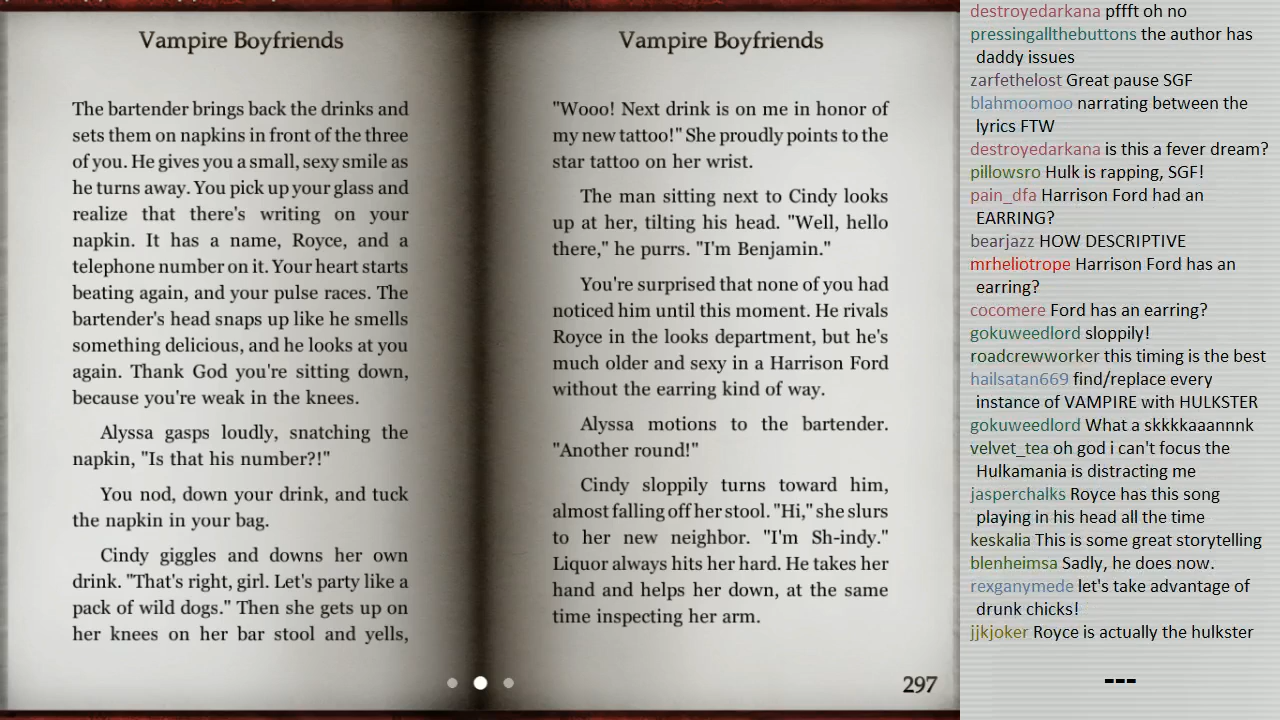 Vampire Boyfriends
The bartender brings back the drinks and
sets them on napkins in front of the three
of you. He gives you a small, sexy smile as
he turns away. You pick up your glass and
realize that there's writing on your
napkin. It has a name, Royce, and a
telephone number on it. Your heart starts
beating again, and your pulse races. The
bartender's head snaps up like he smells
something delicious, and he looks at you
again. Thank God you're sitting down,
because you're weak in the knees.
Alyssa gasps loudly, snatching the
napkin, "Is that his number?!"
You nod, down your drink, and tuck
the napkin in your bag.
Cindy giggles and downs her own
drink. "That's right, girl. Let's party like a
pack of wild dogs." Then she gets up on
her knees on her bar stool and yells,
Vampire Boyfriends
"Wooo! Next drink is on me in honor of
my new tattoo!" She proudly points to the
star tattoo on her wrist.
The man sitting next to Cindy looks
up at her, tilting his head. "Well, hello
there," he purrs. "I'm Benjamin."
You're surprised that none of you had
noticed him until this moment. He rivals
Royce in the looks department, but he's
much older and sexy in a Harrison Ford
without the earring kind of way.
Alyssa motions to the bartender.
"Another round!"
Cindy sloppily turns toward him,
almost falling off her stool. "Hi," she slurs
to her new neighbor. "I'm Sh-indy."
Liquor always hits her hard. He takes her
hand and helps her down, at the same
time inspecting her arm.
297
destroyedarkana pffft oh no
pressingallthebuttons the author has
daddy issues
zarfethelost Great pause SGF
blahmoomoo narrating between the
lyrics FTW
destroyedarkana is this a fever dream?
pillowsro Hulk is rapping, SGF!
pain_dfa Harrison Ford had an
EARRING?
bearjazz HOW DESCRIPTIVE
mrheliotrope Harrison Ford has an
earring?
cocomere Ford has an earring?
gokuweedlord sloppily!
roadcrewworker this timing is the best
hailsatan669 find/replace every
instance of VAMPIRE with HULKSTER
gokuweedlord What a skkkkaaannnk
velvet_tea oh god i can't focus the
Hulkamania is distracting me
jasperchalks Royce has this song
playing in his head all the time
keskalia This is some great storytelling
blenheimsa Sadly, he does now.
rexganymede let's take advantage of
drunk chicks!
jjkjoker Royce is actually the hulkster
---